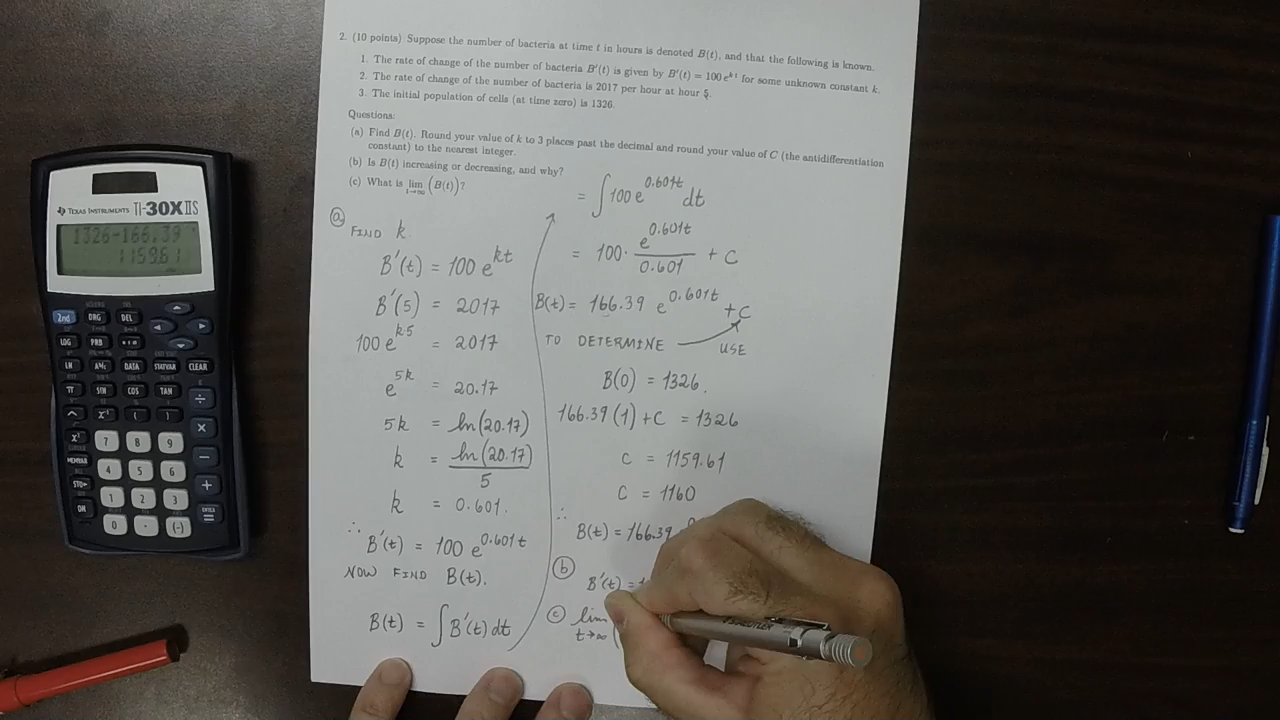 2. (10 points) Suppose the number of bacteria at time t in hours is denoted B(t), and that the following is known.
1. The rate of change of the number of bacteria B′(t) is given by B′(t) = 100 e^{kt} for some unknown constant k.
2. The rate of change of the number of bacteria is 2017 per hour at hour 5.
3. The initial population of cells (at time zero) is 1326.
Questions:
(a) Find B(t). Round your value of k to 3 places past the decimal and round your value of C (the antidifferentiation
constant) to the nearest integer.
(b) Is B(t) increasing or decreasing, and why?
(c) What is lim_{t→∞} (B(t))?
(a) FIND k
B′(t) = 100 e^{kt}
B′(5) = 2017
100 e^{k5} = 2017
e^{5k} = 20.17
5k = ln(20.17)
k = ln(20.17)/5
k = 0.601.
∴ B′(t) = 100 e^{0.601t}
NOW FIND B(t).
B(t) = ∫ B′(t) dt
= ∫ 100 e^{0.601t} dt
= 100 · e^{0.601t}/0.601 + C
B(t) = 166.39 e^{0.601t} + C
TO DETERMINE USE
B(0) = 1326.
166.39 (1) + C = 1326
C = 1159.61
C = 1160
∴
B(t) = 166.39
(b)
B′(t) =
(c) lim t→∞ (
TEXAS INSTRUMENTS TI-30X IIS
1326-166.39
1159.61
2nd DRG DEL
LOG PRB
LN DATA STATVAR CLEAR
π SIN COS TAN ÷
^ x⁻¹ ( )
x² 7 8 9 ×
4 5 6 −
STO▸ 1 2 3 +
ON 0 . (−) =
STAEDTLER